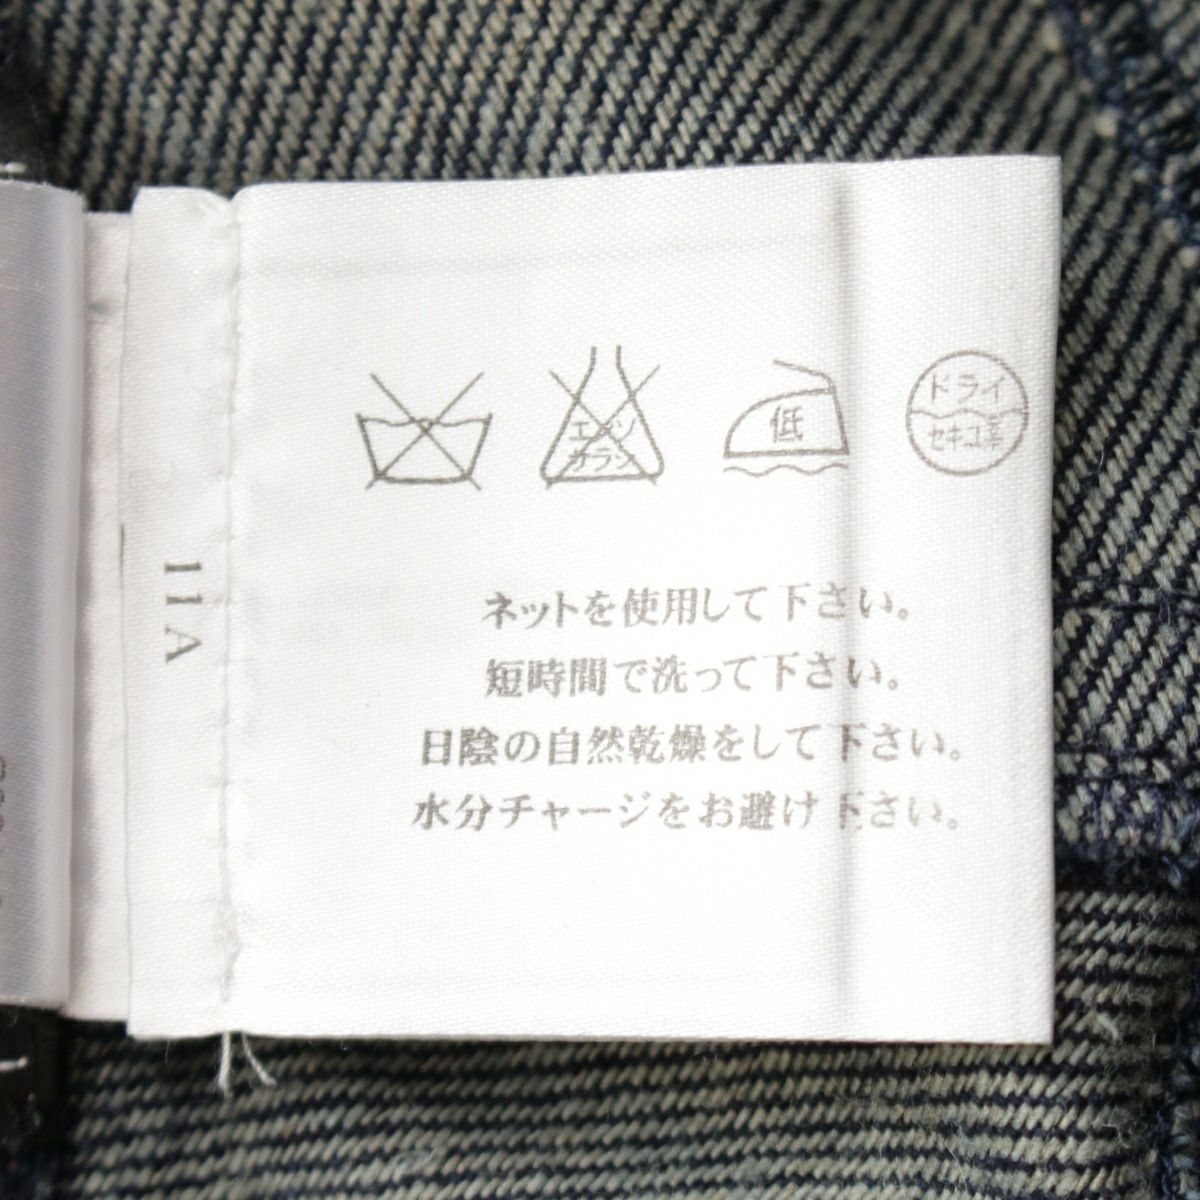 エンソ
サラシ
低
ドライ
セキユ系
ネットを使用して下さい。
短時間で洗って下さい。
日陰の自然乾燥をして下さい。
水分チャージをお避け下さい。
11A